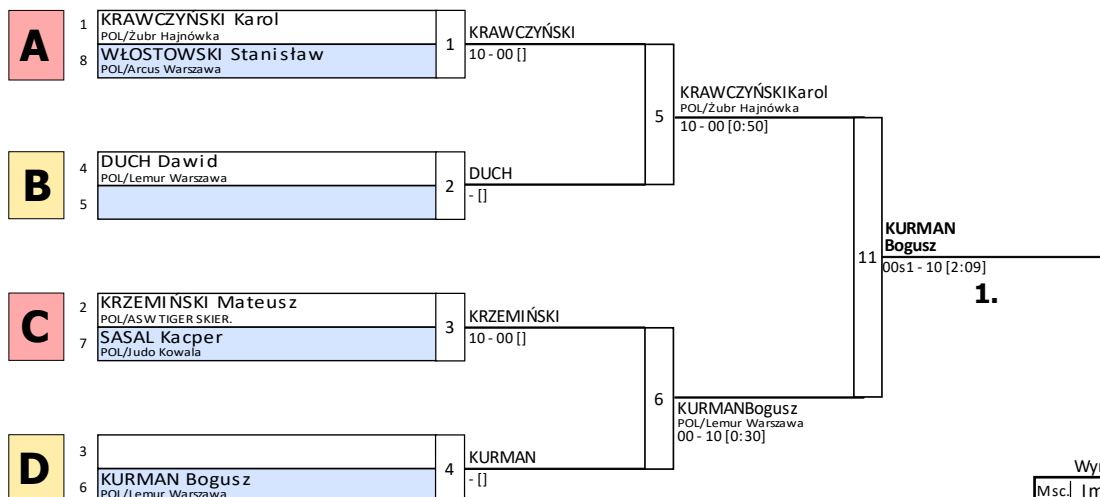 A
1 KRAWCZYŃSKI Karol
POL/Żubr Hajnówka
8 WŁOSTOWSKI Stanisław
POL/Arcus Warszawa
1
KRAWCZYŃSKI
10 - 00 []
B
4 DUCH Dawid
POL/Lemur Warszawa
5
2
DUCH
- []
5
KRAWCZYŃSKIKarol
POL/Żubr Hajnówka
10 - 00 [0:50]
C
2 KRZEMIŃSKI Mateusz
POL/ASW TIGER SKIER.
7 SASAL Kacper
POL/Judo Kowala
3
KRZEMIŃSKI
10 - 00 []
D
3
6 KURMAN Bogusz
POL/Lemur Warszawa
4
KURMAN
- []
6
KURMANBogusz
POL/Lemur Warszawa
00 - 10 [0:30]
11
KURMAN
Bogusz
00s1 - 10 [2:09]
1.
Wy
Msc. Im